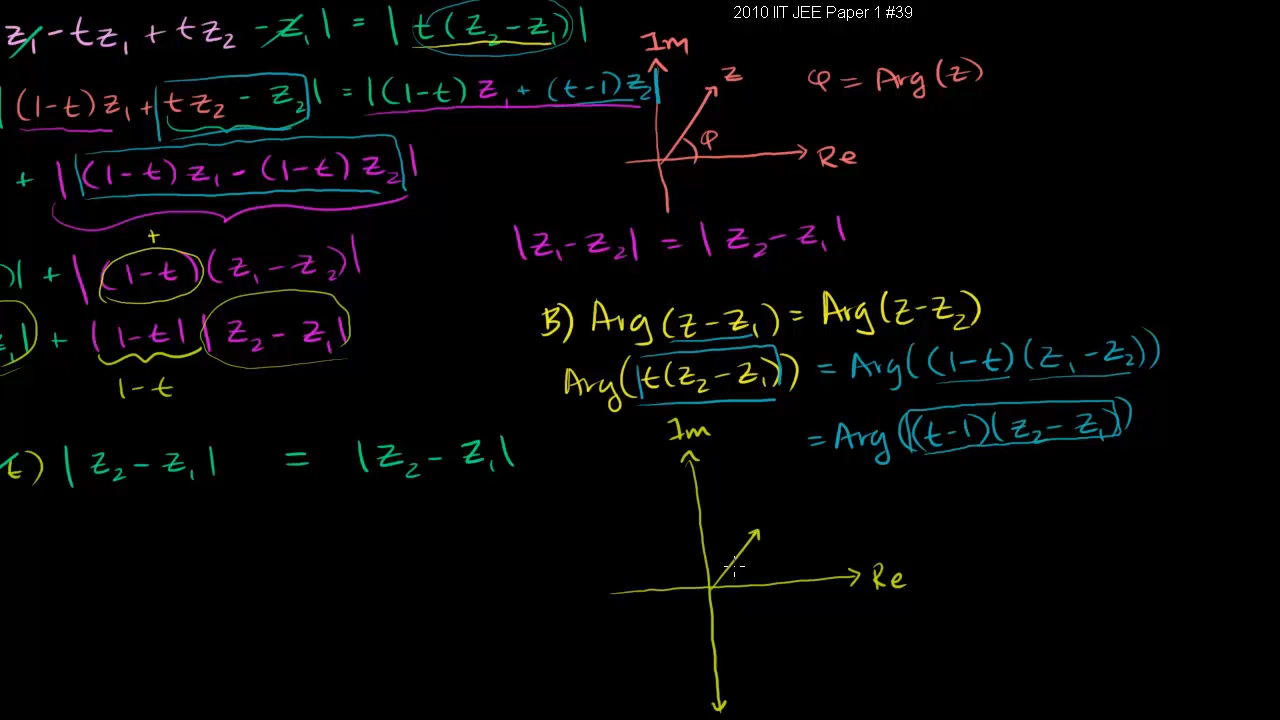 2010 IIT JEE Paper 1 #39
z₁ - tz₁ + tz₂ - z₁| = |t(z₂ - z₁)|
|(1-t)z₁ + tz₂ - z₂| = |(1-t)z₁ + (t-1)z₂|
+ |(1-t)z₁ - (1-t)z₂|
+
)| + |(1-t)(z₁ - z₂)|
z₁| + |1-t||z₂ - z₁|
1-t
t)|z₂ - z₁| = |z₂ - z₁|
Im
z
φ
Re
φ = Arg(z)
|z₁ - z₂| = |z₂ - z₁|
B) Arg(z - z₁) = Arg(z - z₂)
Arg(t(z₂ - z₁)) = Arg((1-t)(z₁ - z₂))
= Arg((t-1)(z₂ - z₁))
Im
Re